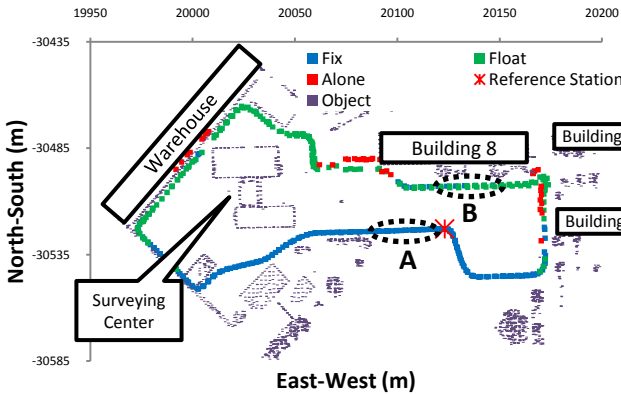 19950 20000 20050 20100 20150 20200
-30435
Fix Float
Alone Reference Station
Object
Warehouse
-30485
Building 8
Building
B
Building
North-South (m)
-30535
A
Surveying
Center
-30585
East-West (m)